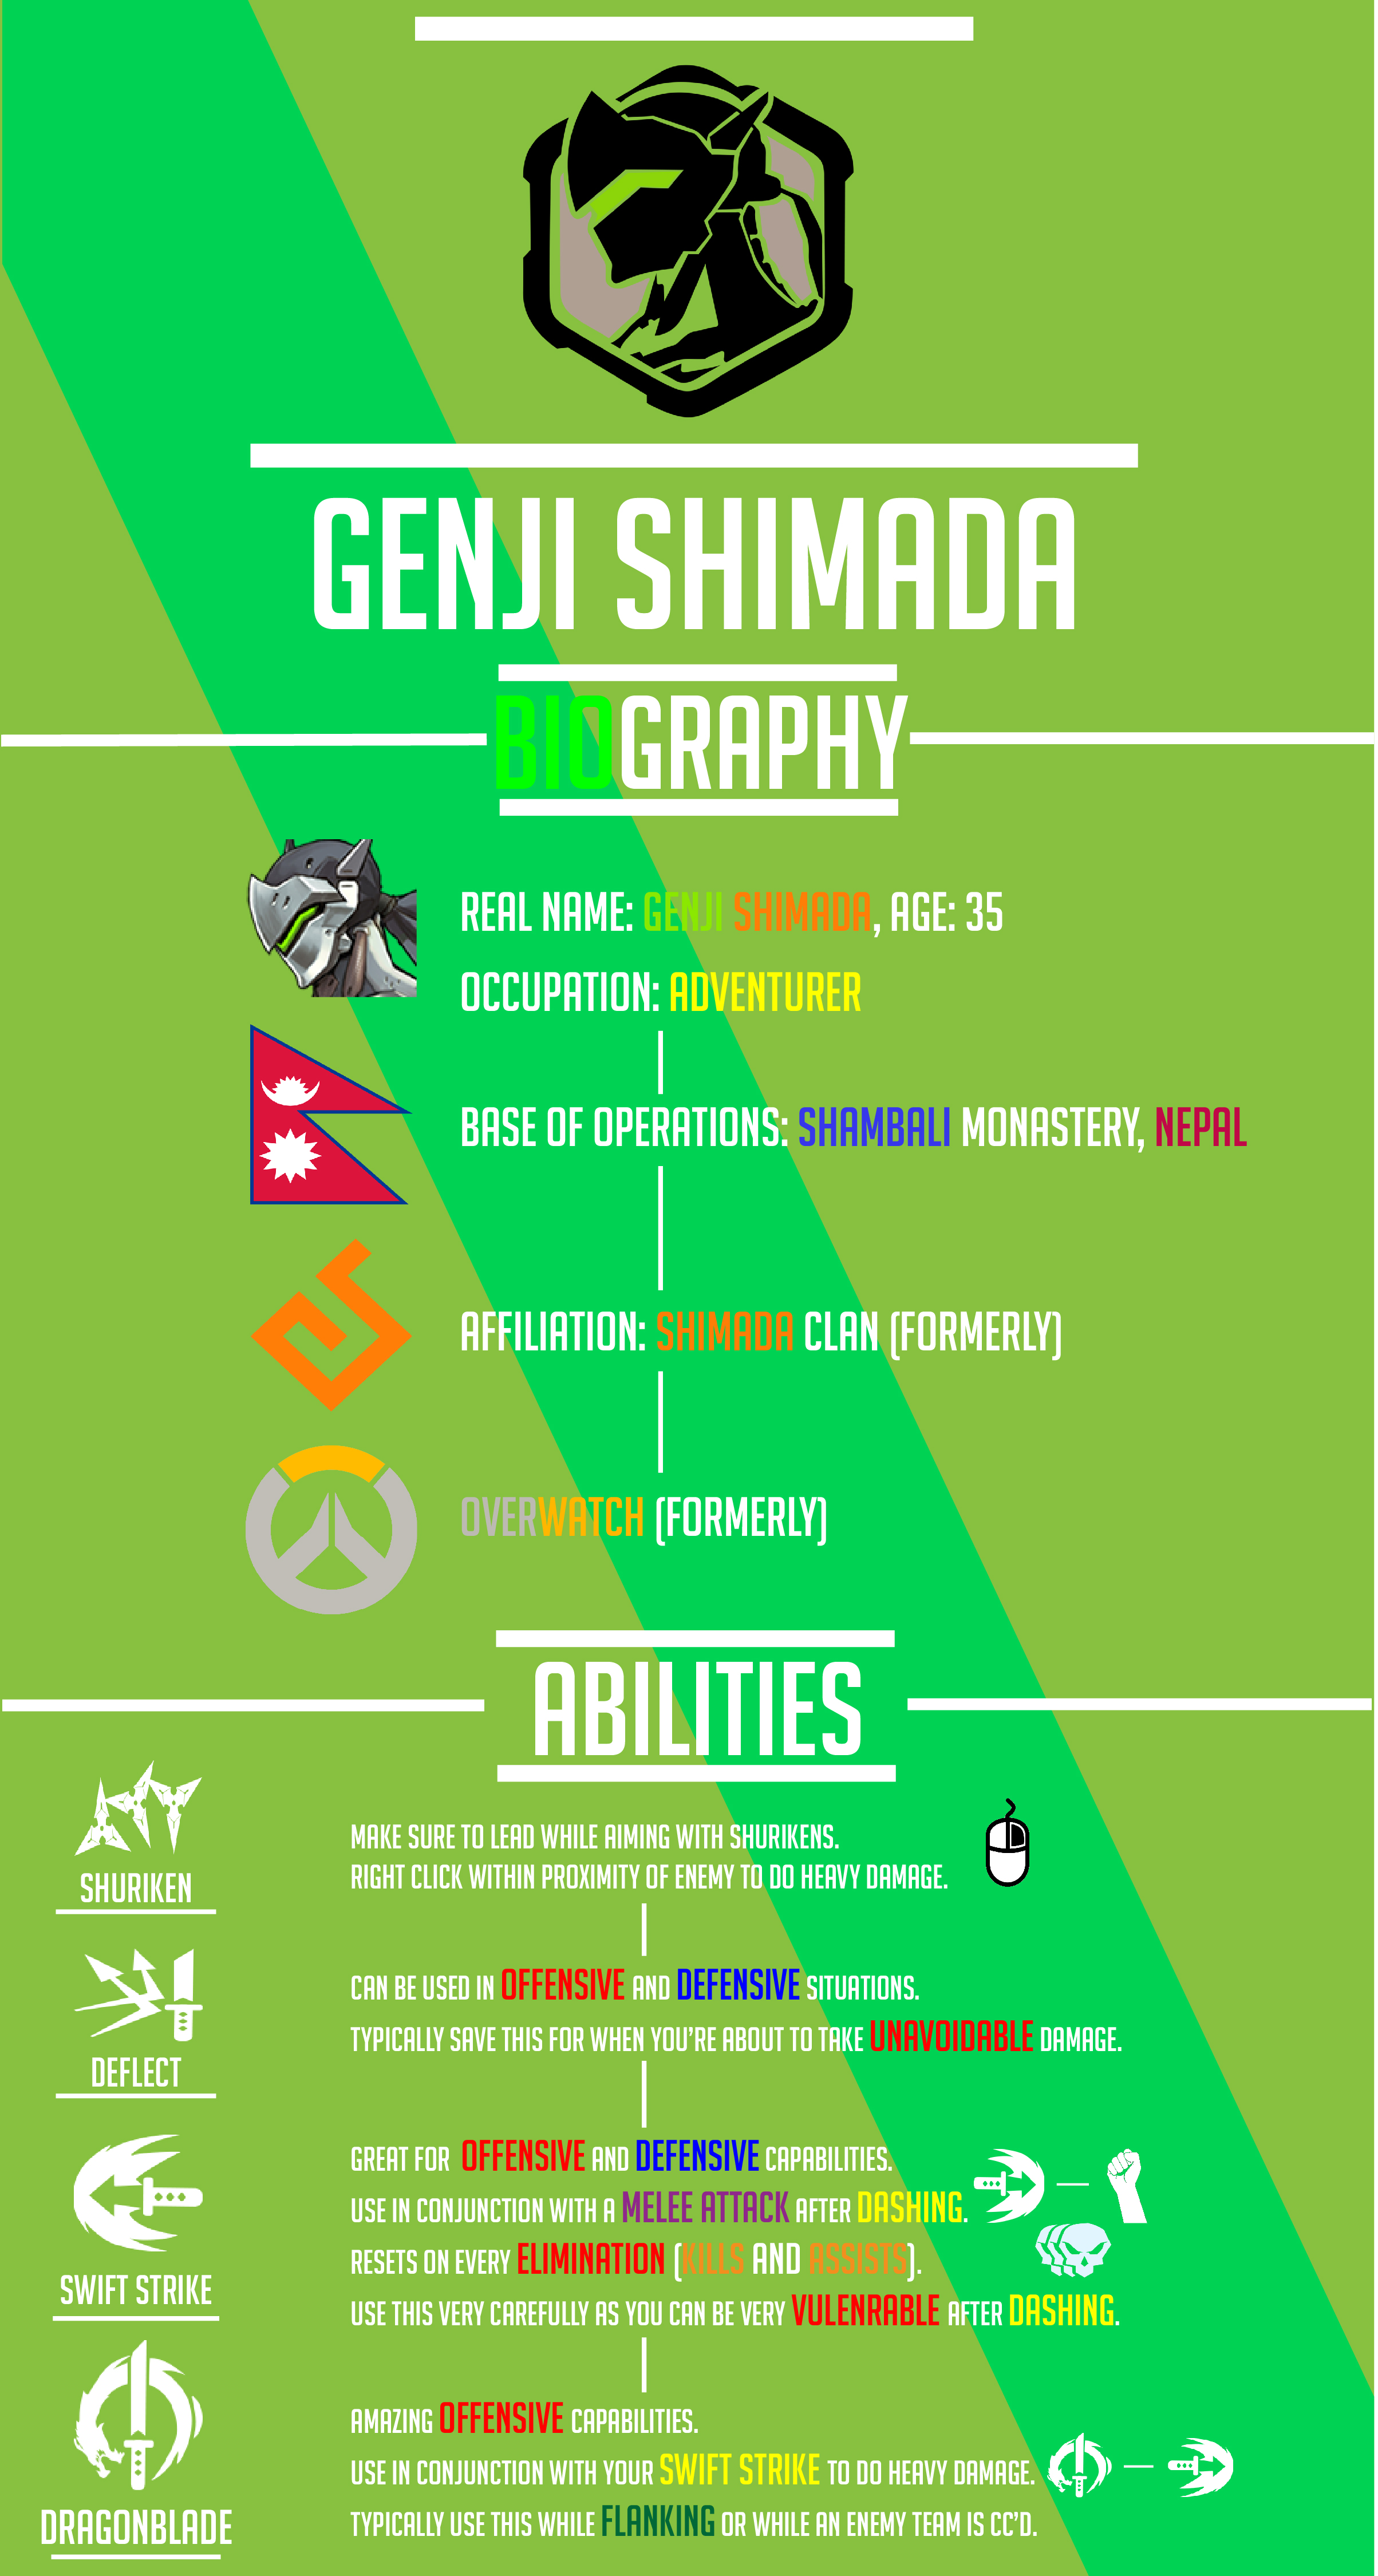 GENJI SHIMADA
BIOGRAPHY
REAL NAME: GENJI SHIMADA, AGE: 35
OCCUPATION: ADVENTURER
BASE OF OPERATIONS: SHAMBALI MONASTERY, NEPAL
AFFILIATION: SHIMADA CLAN (FORMERLY)
OVERWATCH (FORMERLY)
ABILITIES
SHURIKEN
MAKE SURE TO LEAD WHILE AIMING WITH SHURIKENS.
RIGHT CLICK WITHIN PROXIMITY OF ENEMY TO DO HEAVY DAMAGE.
DEFLECT
CAN BE USED IN OFFENSIVE AND DEFENSIVE SITUATIONS.
TYPICALLY SAVE THIS FOR WHEN YOU'RE ABOUT TO TAKE UNAVOIDABLE DAMAGE.
SWIFT STRIKE
GREAT FOR OFFENSIVE AND DEFENSIVE CAPABILITIES.
USE IN CONJUNCTION WITH A MELEE ATTACK AFTER DASHING.
RESETS ON EVERY ELIMINATION (KILLS AND ASSISTS).
USE THIS VERY CAREFULLY AS YOU CAN BE VERY VULENRABLE AFTER DASHING.
DRAGONBLADE
AMAZING OFFENSIVE CAPABILITIES.
USE IN CONJUNCTION WITH YOUR SWIFT STRIKE TO DO HEAVY DAMAGE.
TYPICALLY USE THIS WHILE FLANKING OR WHILE AN ENEMY TEAM IS CC'D.